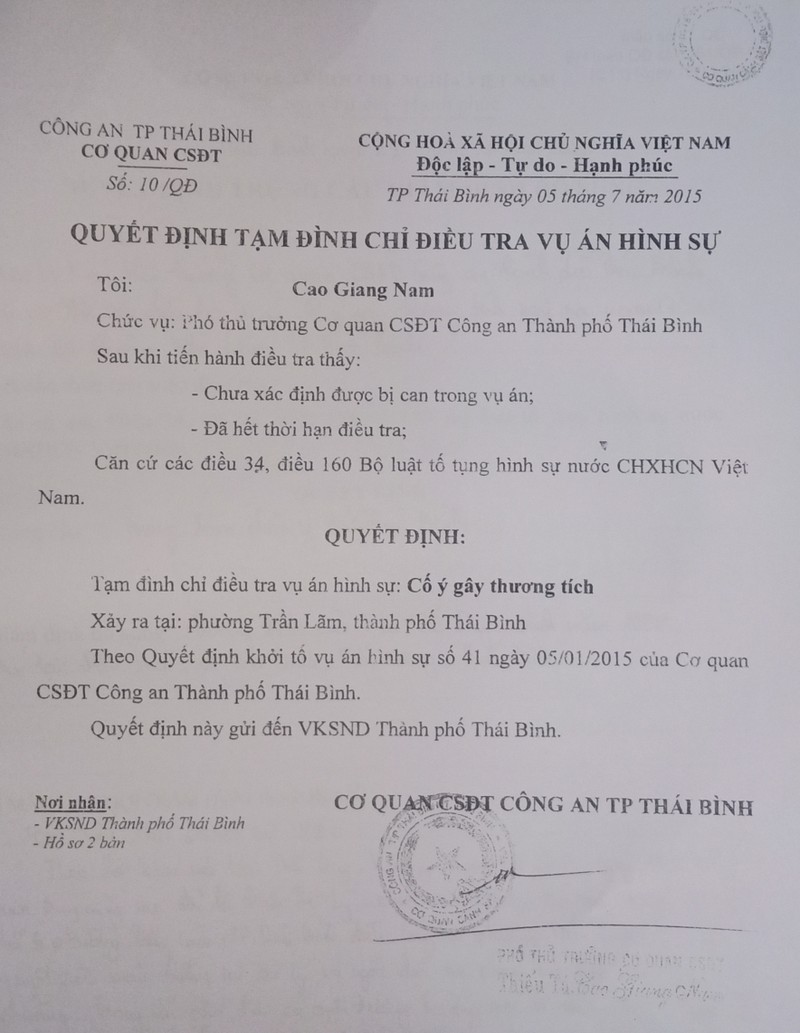 CÔNG AN TP THÁI BÌNH
CƠ QUAN CSĐT
Số: 10 /QĐ
CỘNG HOÀ XÃ HỘI CHỦ NGHĨA VIỆT NAM
Độc lập - Tự do - Hạnh phúc
TP Thái Bình ngày 05 tháng 7 năm 2015
QUYẾT ĐỊNH TẠM ĐÌNH CHỈ ĐIỀU TRA VỤ ÁN HÌNH SỰ
Tôi: Cao Giang Nam
Chức vụ: Phó thủ trưởng Cơ quan CSĐT Công an Thành phố Thái Bình
Sau khi tiến hành điều tra thấy:
- Chưa xác định được bị can trong vụ án;
- Đã hết thời hạn điều tra;
Căn cứ các điều 34, điều 160 Bộ luật tố tụng hình sự nước CHXHCN Việt
Nam.
QUYẾT ĐỊNH:
Tạm đình chỉ điều tra vụ án hình sự: Cố ý gây thương tích
Xảy ra tại: phường Trần Lãm, thành phố Thái Bình
Theo Quyết định khởi tố vụ án hình sự số 41 ngày 05/01/2015 của Cơ quan
CSĐT Công an Thành phố Thái Bình.
Quyết định này gửi đến VKSND Thành phố Thái Bình.
Nơi nhận:
- VKSND Thành phố Thái Bình
- Hồ sơ 2 bản
CƠ QUAN CSĐT CÔNG AN TP THÁI BÌNH
PHÓ THỦ TRƯỞNG CƠ QUAN
Thiếu Tá